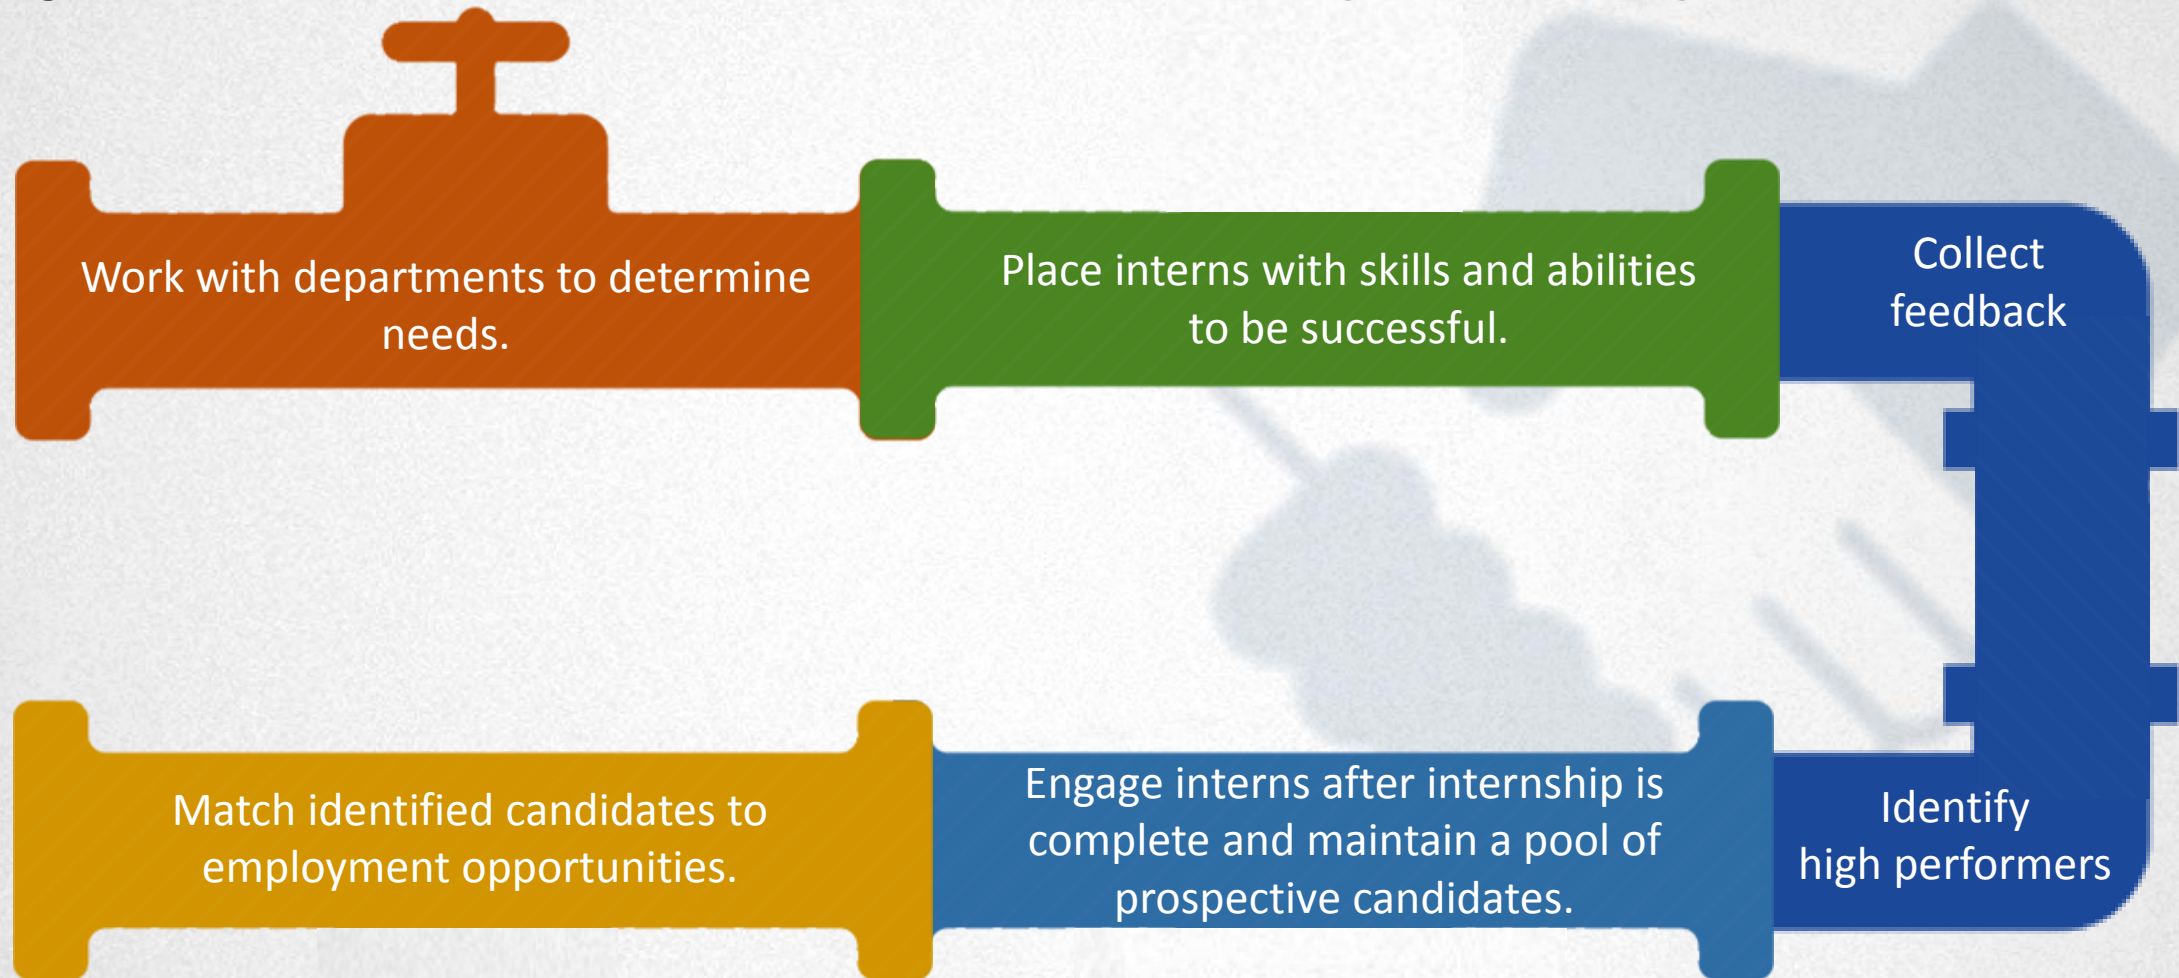 Work with departments to determine
needs.
Place interns with skills and abilities
to be successful.
Collect
feedback
Identify
high performers
Engage interns after internship is
complete and maintain a pool of
prospective candidates.
Match identified candidates to
employment opportunities.